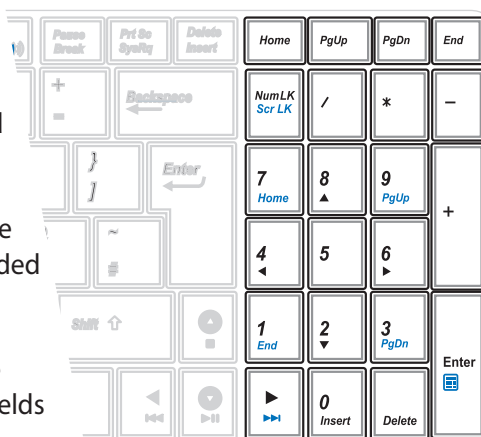 Pause Break Prt Sc SysRq Delete Insert Home PgUp PgDn End
+ = Backspace NumLK Scr LK / * -
} ] Enter 7 Home 8 9 PgUp +
e
~ # 4 5 6
ded
Shift 1 End 2 3 PgDn Enter
0 Insert Delete
elds